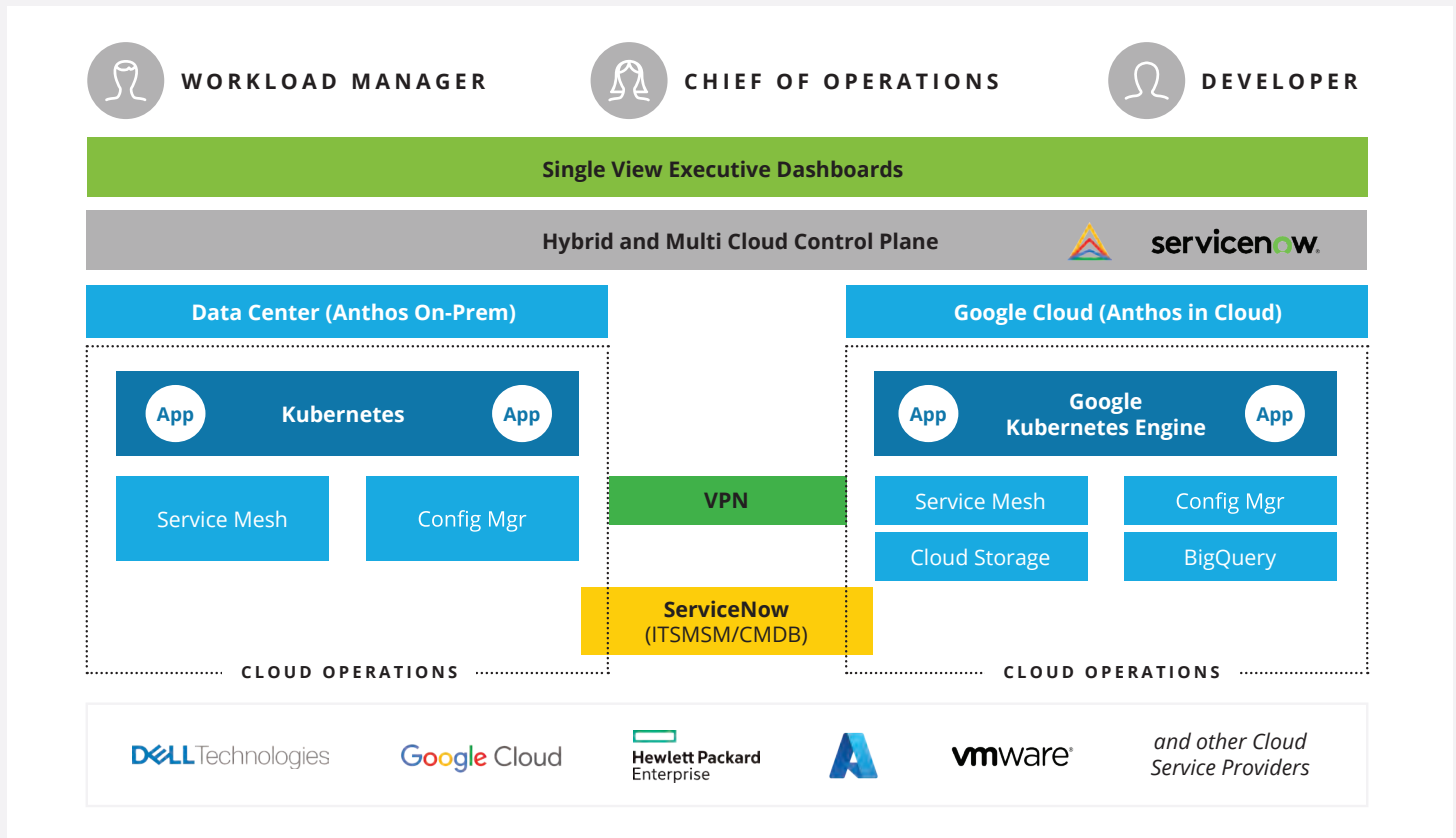 WORKLOAD MANAGER
CHIEF OF OPERATIONS
DEVELOPER
Single View Executive Dashboards
Hybrid and Multi Cloud Control Plane
servicenow®
Data Center (Anthos On-Prem)
Google Cloud (Anthos in Cloud)
App
Kubernetes
App
App
Google
Kubernetes Engine
App
Service Mesh
Config Mgr
VPN
Service Mesh
Config Mgr
Cloud Storage
BigQuery
ServiceNow
(ITSMSM/CMDB)
CLOUD OPERATIONS
CLOUD OPERATIONS
DELL Technologies
Google Cloud
Hewlett Packard
Enterprise
vmware®
and other Cloud
Service Providers